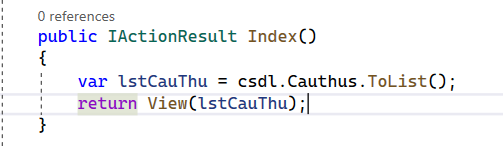 0 references
public IActionResult Index()
{
var lstCauThu = csdl.Cauthus.ToList();
return View(lstCauThu);
}